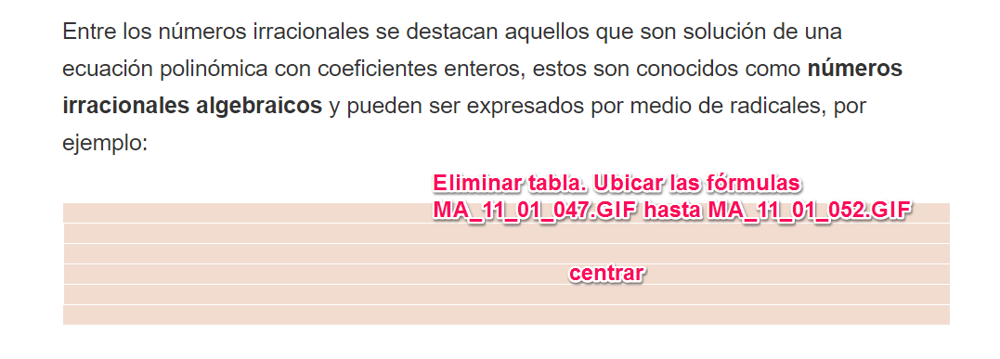 Entre los números irracionales se destacan aquellos que son solución de una
ecuación polinómica con coeficientes enteros, estos son conocidos como números
irracionales algebraicos y pueden ser expresados por medio de radicales, por
ejemplo:
Eliminar tabla. Ubicar las fórmulas
MA_11_01_047.GIF hasta MA_11_01_052.GIF
centrar